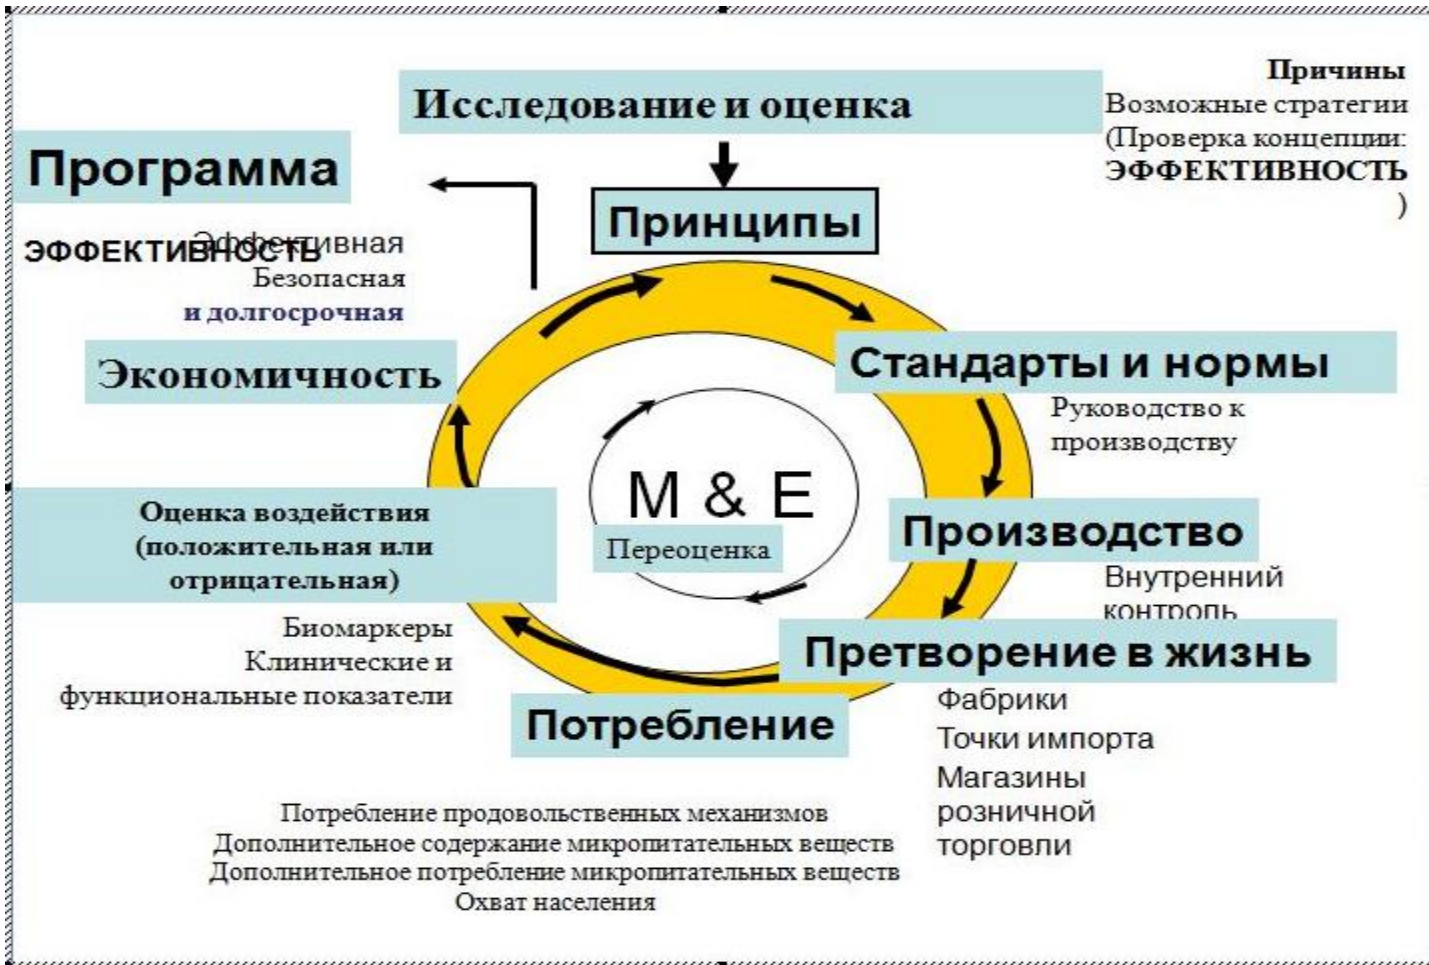 Исследование и оценка
Причины
Возможные стратегии
(Проверка концепции:
ЭФФЕКТИВНОСТЬ
)
Программа
Принципы
ЭФФЕКТИВНОСТЬ
Эффективная
Безопасная
и долгосрочная
Экономичность
Стандарты и нормы
Руководство к
производству
M & E
Переоценка
Оценка воздействия
(положительная или
отрицательная)
Производство
Внутренний
контроль
Биомаркеры
Клинические и
функциональные показатели
Претворение в жизнь
Потребление
Фабрики
Точки импорта
Магазины
розничной
торговли
Потребление продовольственных механизмов
Дополнительное содержание микропитательных веществ
Дополнительное потребление микропитательных веществ
Охват населения